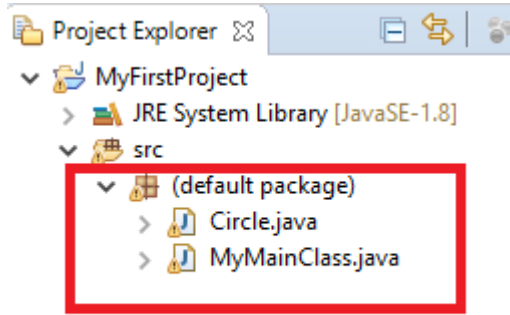 Project Explorer
MyFirstProject
JRE System Library [JavaSE-1.8]
src
(default package)
Circle.java
MyMainClass.java